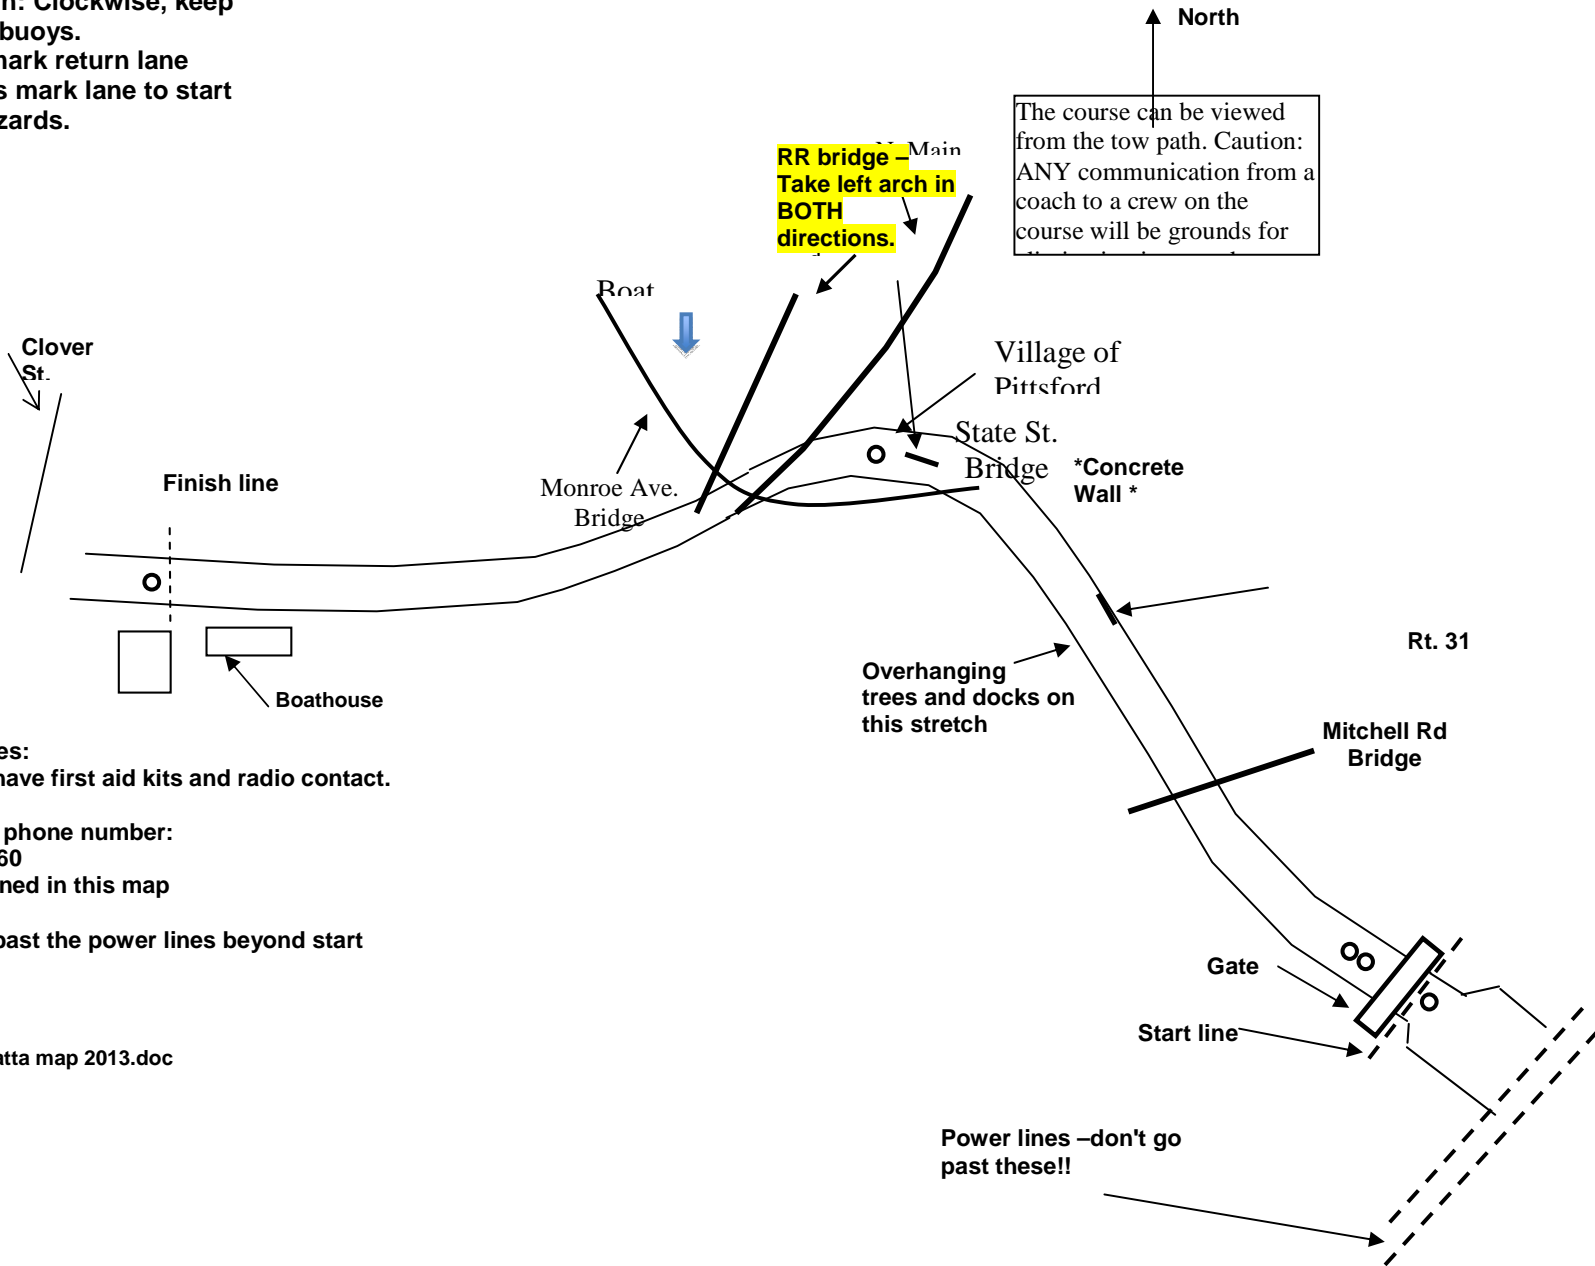 Clockwise, keep
buoys.
mark return lane
mark lane to start
North
The course can be viewed
from the tow path. Caution:
ANY communication from a
coach to a crew on the
course will be grounds for
Main
RR bridge –
Take left arch in
BOTH
directions.
Boat
Clover
St.
Village of
Pittsford
State St.
Bridge
*Concrete
Wall *
Finish line
Monroe Ave.
Bridge
Rt. 31
Overhanging
trees and docks on
this stretch
Boathouse
Mitchell Rd
Bridge
have first aid kits and radio contact.
phone number:
60
in this map
past the power lines beyond start
Gate
Start line
map 2013.doc
Power lines –don't go
past these!!